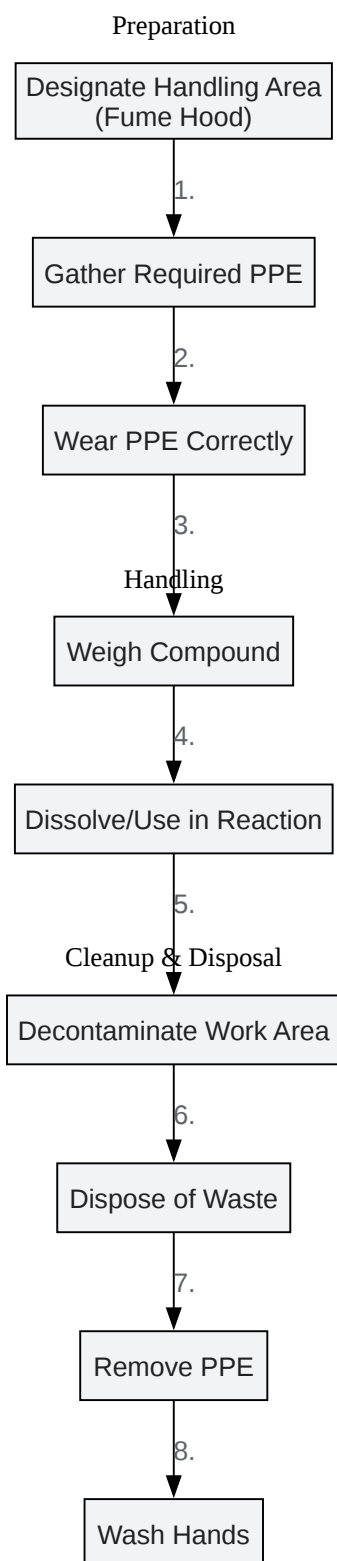 Preparation
Designate Handling Area
(Fume Hood)
1.
Gather Required PPE
2.
Wear PPE Correctly
3.
Handling
Weigh Compound
4.
Dissolve/Use in Reaction
5.
Cleanup & Disposal
Decontaminate Work Area
6.
Dispose of Waste
7.
Remove PPE
8.
Wash Hands